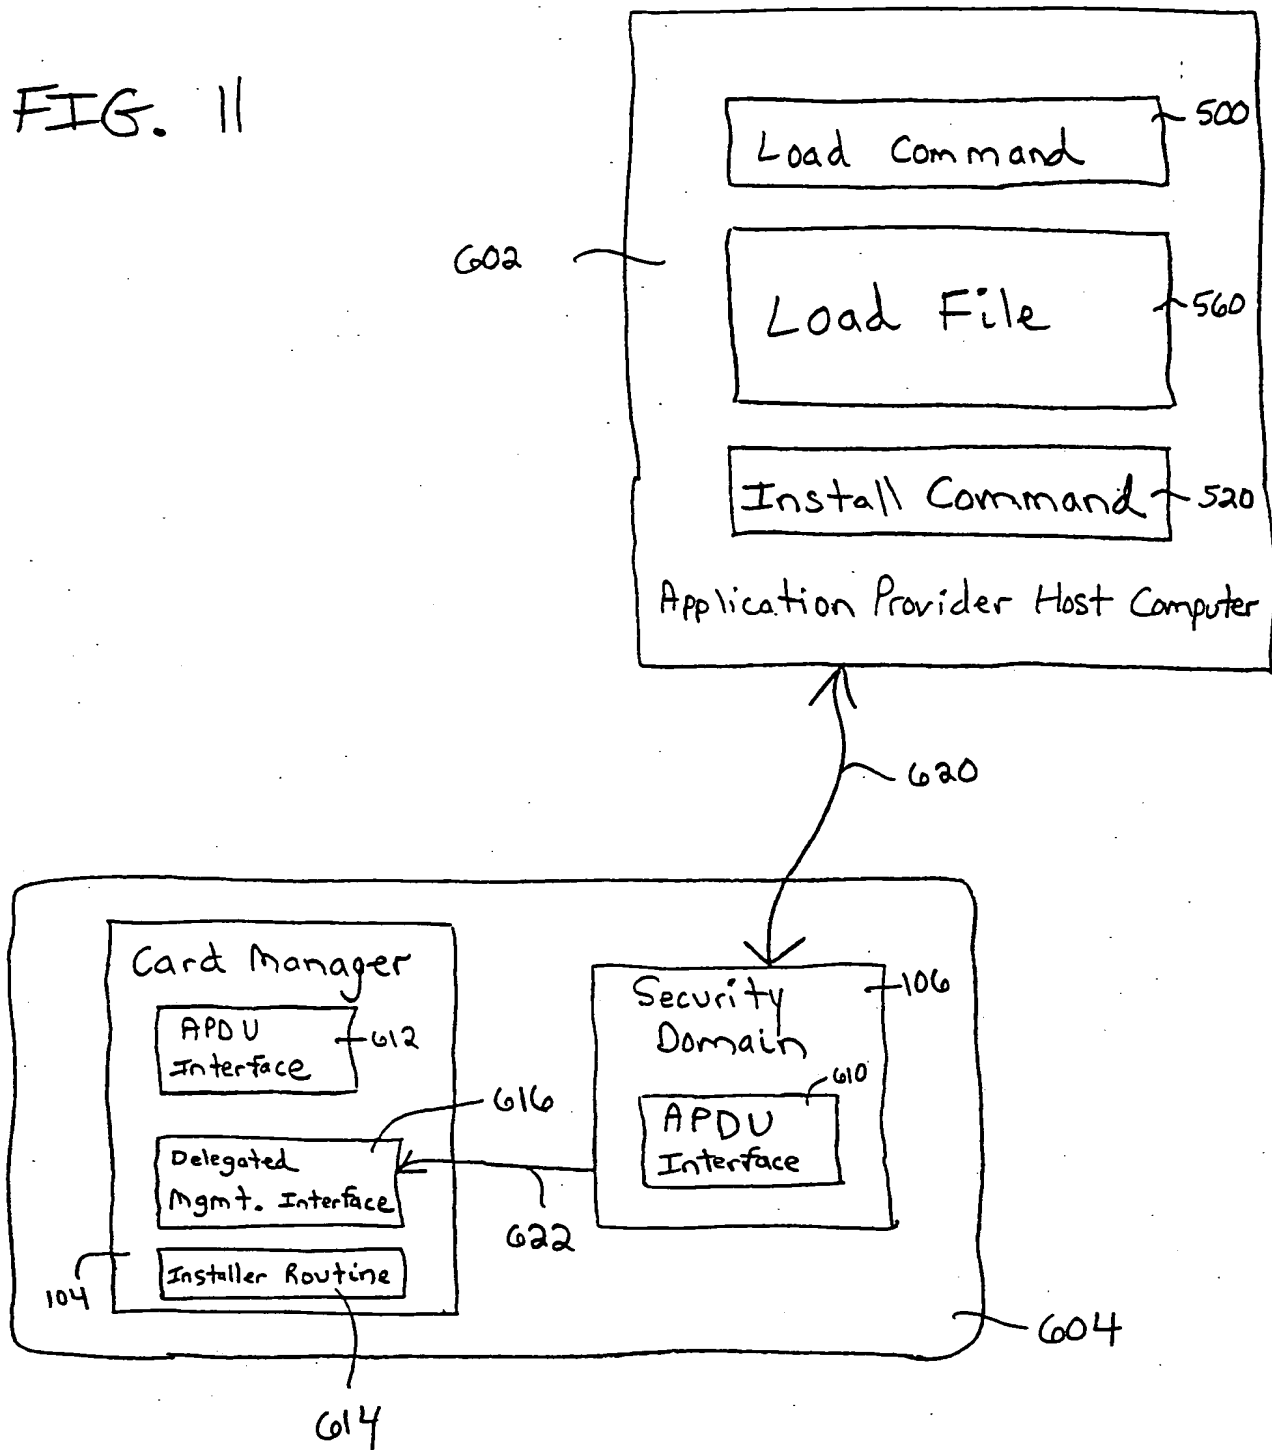 FIG. 11
Load Command
500
602
Load File
560
Install Command
520
Application Provider Host Computer
620
Card Manager
APDU
Interface
612
616
Delegated
Mgmt. Interface
Installer Routine
104
614
622
Security
Domain
106
610
APDU
Interface
604